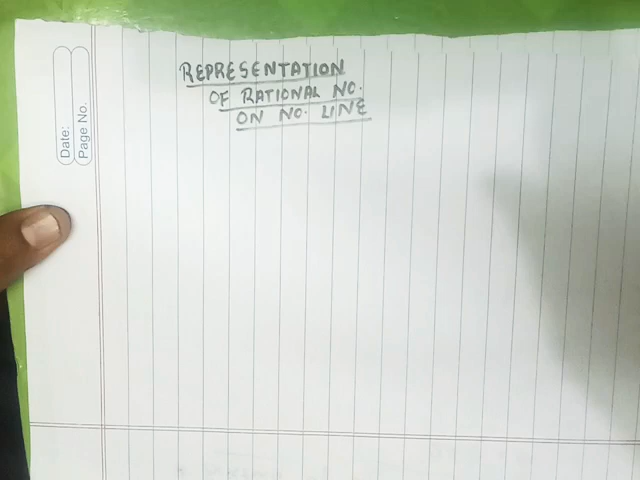 REPRESENTATION
OF RATIONAL NO.
ON NO. LINE
Date:
Page No.